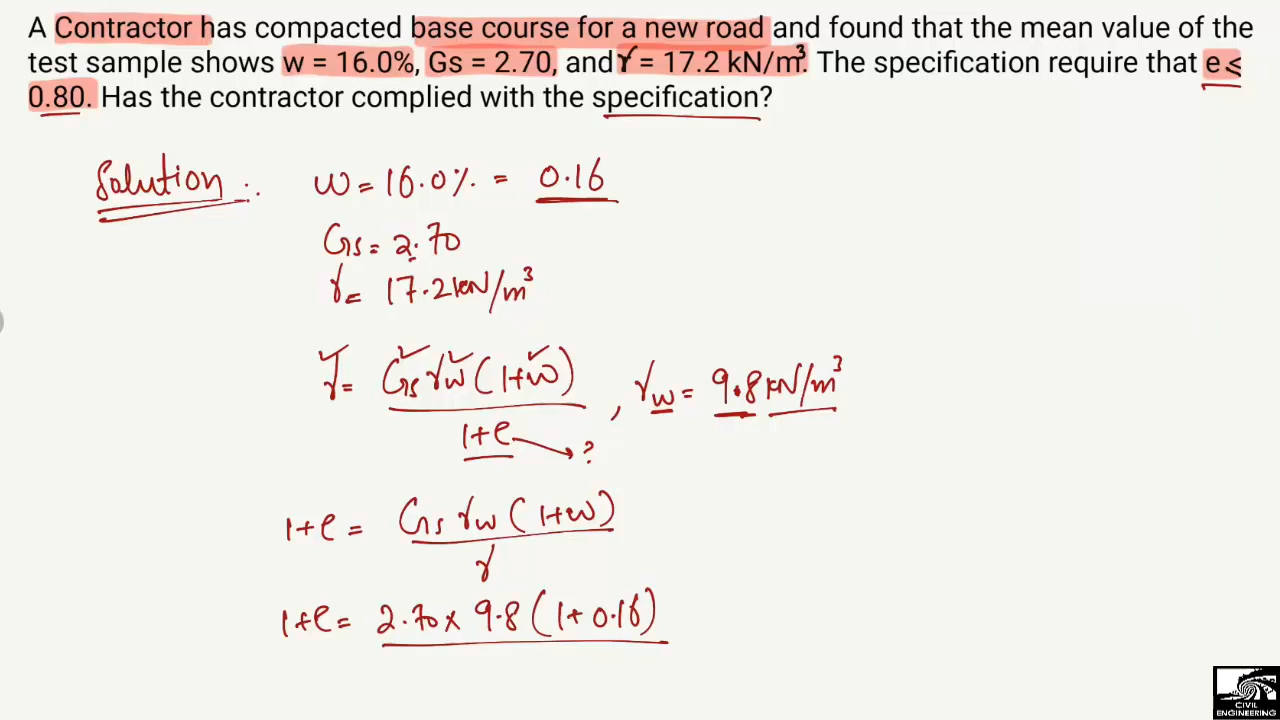 A Contractor has compacted base course for a new road and found that the mean value of the
test sample shows w = 16.0%, Gs = 2.70, and γ = 17.2 kN/m³. The specification require that e ≤
0.80. Has the contractor complied with the specification?
Solution :. w = 16.0% = 0.16
Gs = 2.70
γ = 17.2 kN/m³
γ = Gs γw (1+w) / 1+e → ? , γw = 9.8 kN/m³
1+e = Gs γw (1+w) / γ
1+e = 2.70 x 9.8 (1+ 0.16)
CIVIL
ENGINEERING